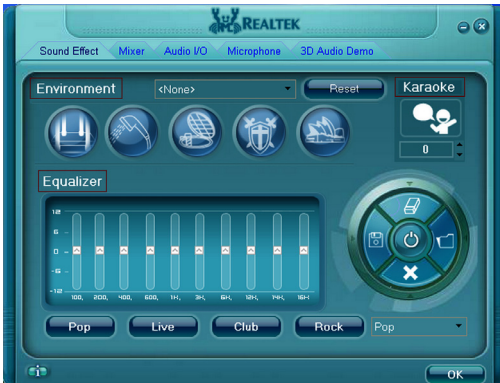 REALTEK
Sound Effect Mixer Audio I/O Microphone 3D Audio Demo
Environment <None> Reset Karaoke
0
Equalizer
12
6
0
-6
-12
100, 200, 400, 600, 1K, 3K, 6K, 12K, 14K, 16K
Pop Live Club Rock Pop
OK